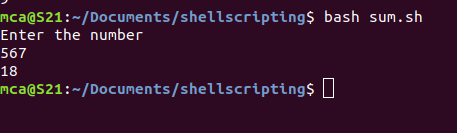 mca@S21:~/Documents/shellscripting$ bash sum.sh
Enter the number
567
18
mca@S21:~/Documents/shellscripting$